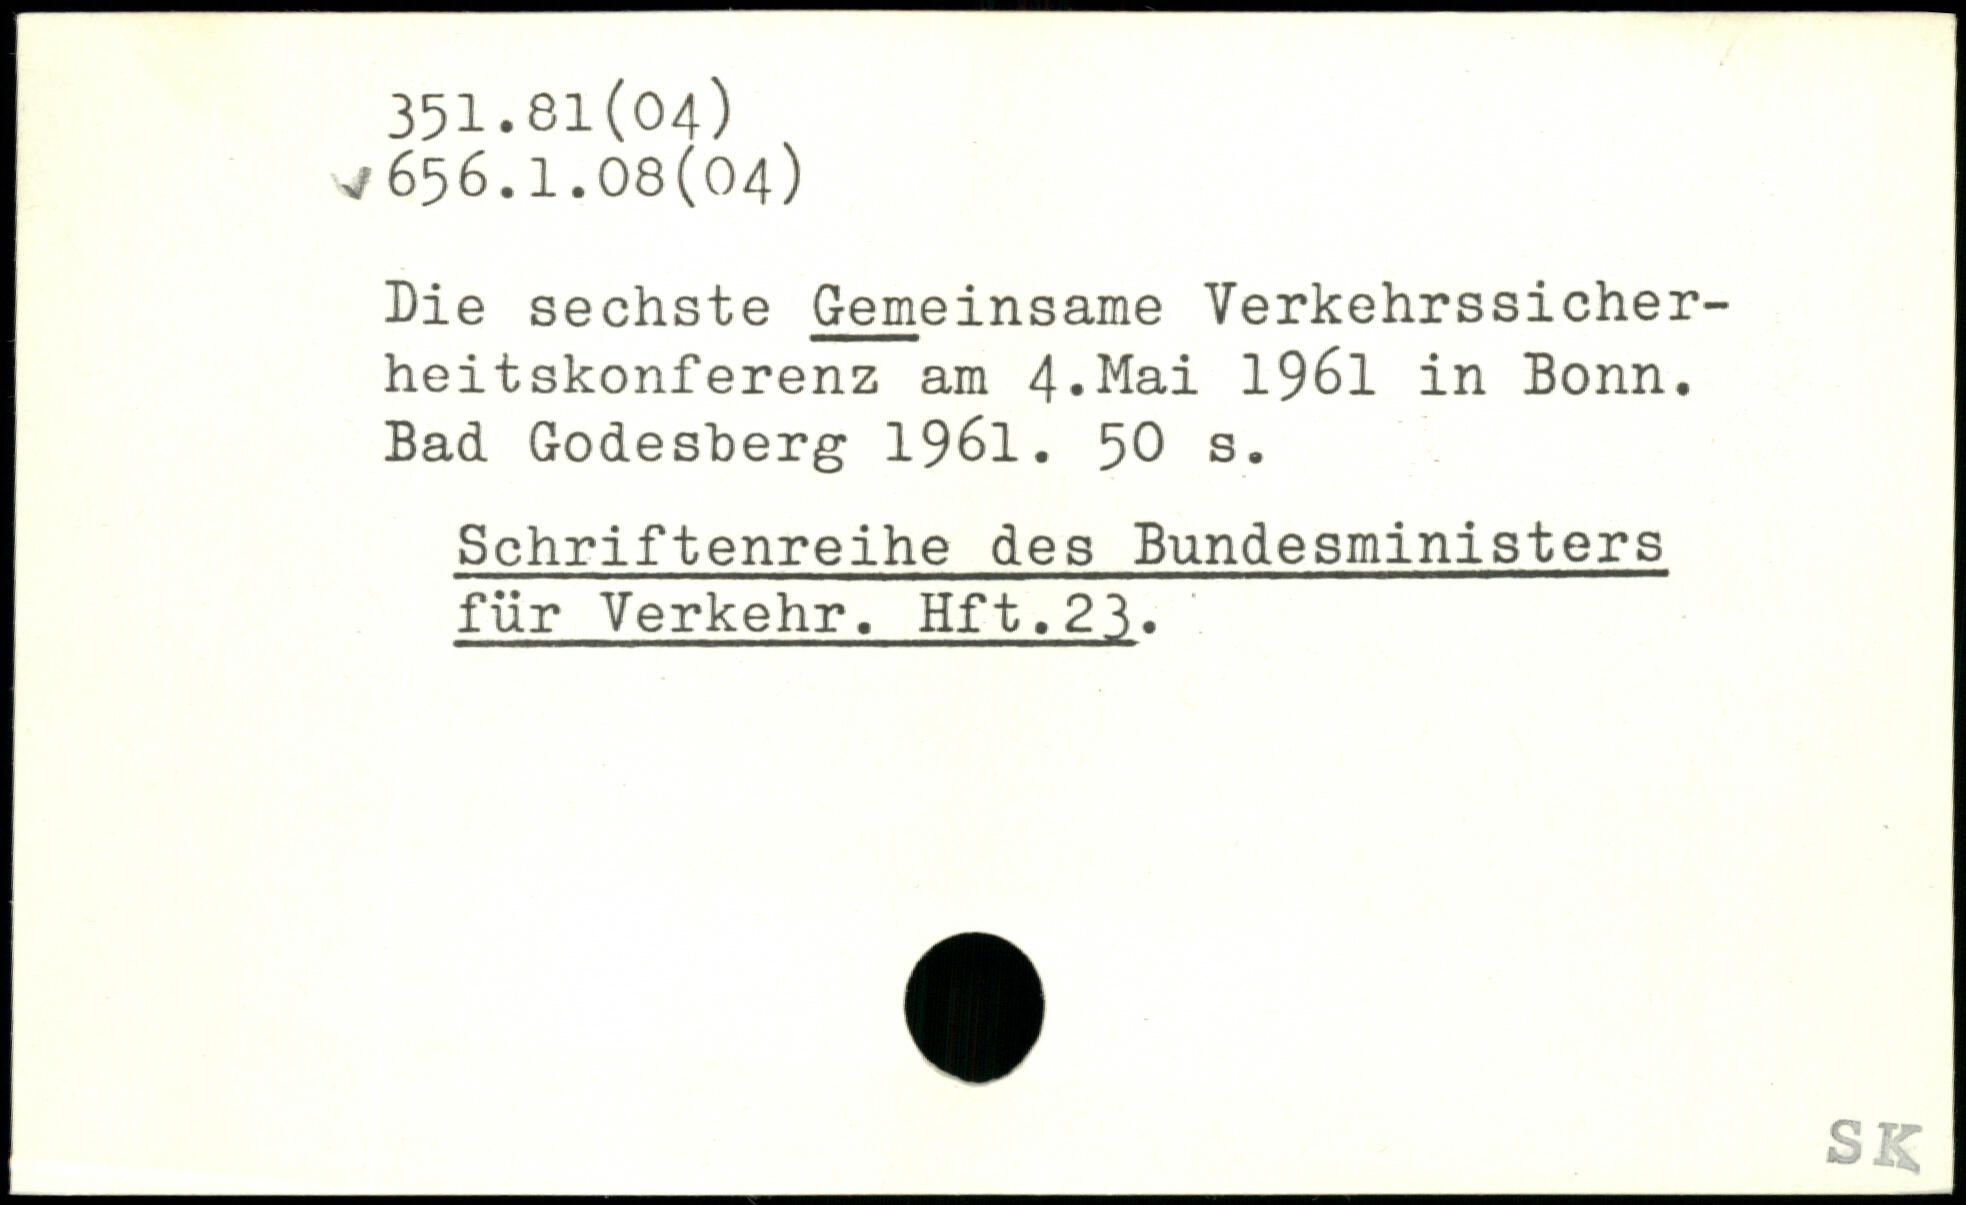 351.81(04)
✓656.1.08(04)
Die sechste Gemeinsame Verkehrssicher-
heitskonferenz am 4.Mai 1961 in Bonn.
Bad Godesberg 1961. 50 s.
Schriftenreihe des Bundesministers
für Verkehr. Hft.23.
SK